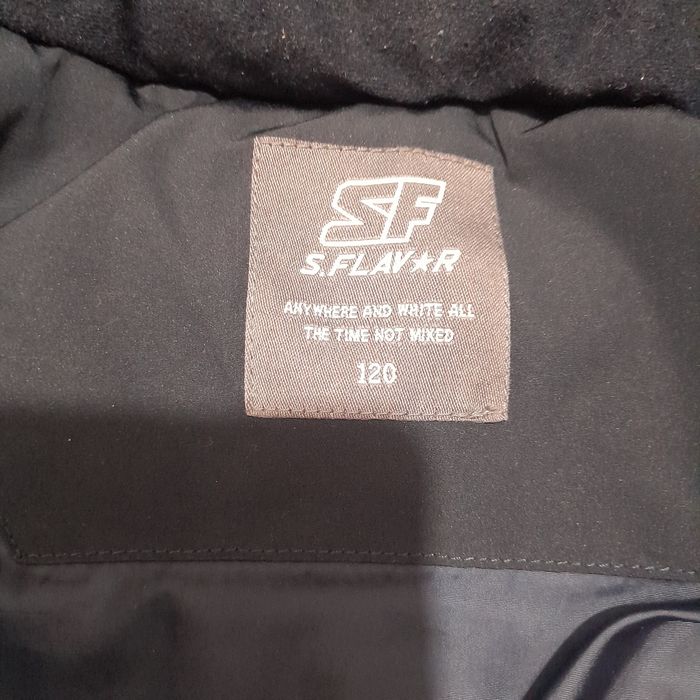 SF
S.FLAV★R
ANYWHERE AND WHITE ALL
THE TIME NOT MIXED
120